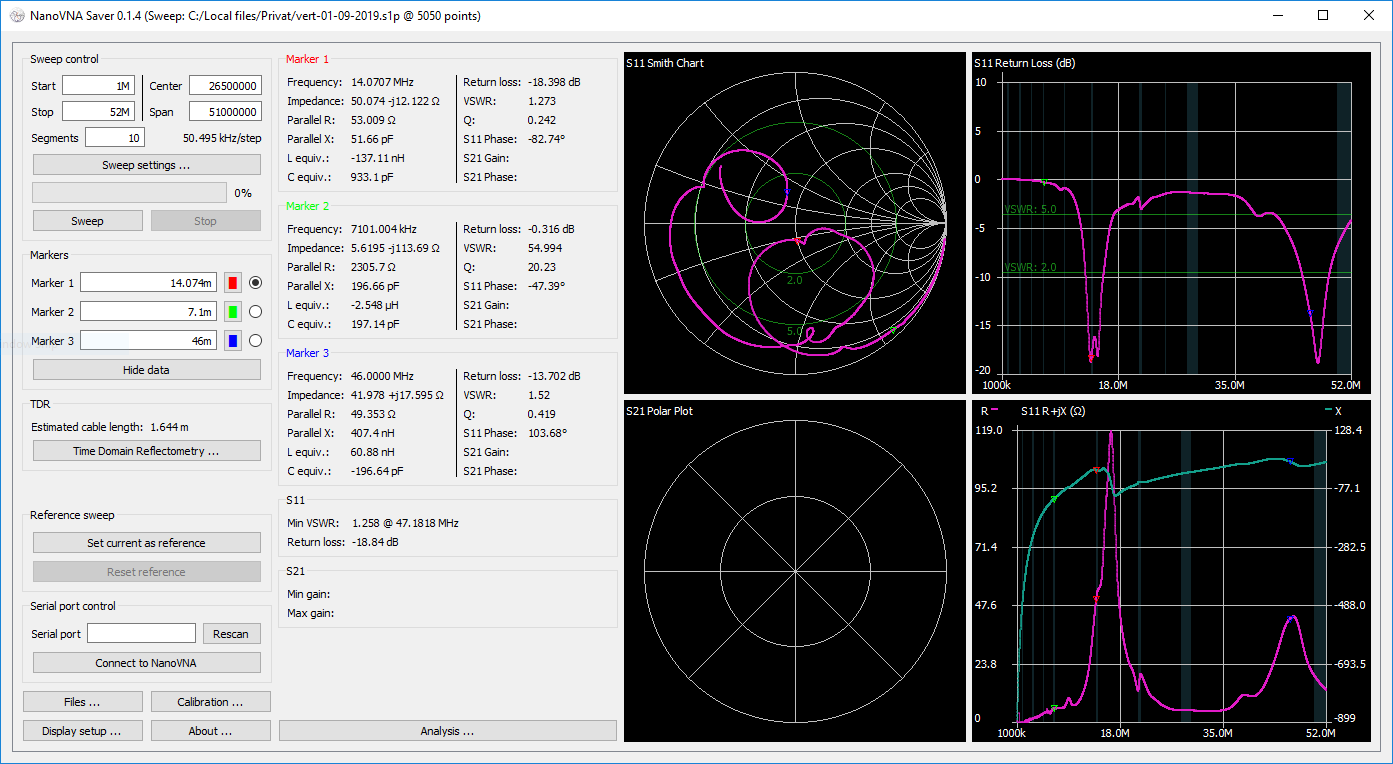 NanoVNA Saver 0.1.4 (Sweep: C:/Local files/Privat/vert-01-09-2019.s1p @ 5050 points)
Sweep control
Start 1M Center 26500000
Stop 52M Span 51000000
Segments 10 50.495 kHz/step
Sweep settings ...
0%
Sweep Stop
Markers
Marker 1 14.074m
Marker 2 7.1m
Marker 3 46m
Hide data
TDR
Estimated cable length: 1.644 m
Time Domain Reflectometry ...
Reference sweep
Set current as reference
Reset reference
Serial port control
Serial port Rescan
Connect to NanoVNA
Files ... Calibration ...
Display setup ... About ...
Marker 1
Frequency: 14.0707 MHz Return loss: -18.398 dB
Impedance: 50.074 -j12.122 Ω VSWR: 1.273
Parallel R: 53.009 Ω Q: 0.242
Parallel X: 51.66 pF S11 Phase: -82.74°
L equiv.: -137.11 nH S21 Gain:
C equiv.: 933.1 pF S21 Phase:
Marker 2
Frequency: 7101.004 kHz Return loss: -0.316 dB
Impedance: 5.6195 -j113.69 Ω VSWR: 54.994
Parallel R: 2305.7 Ω Q: 20.23
Parallel X: 196.66 pF S11 Phase: -47.39°
L equiv.: -2.548 μH S21 Gain:
C equiv.: 197.14 pF S21 Phase:
Marker 3
Frequency: 46.0000 MHz Return loss: -13.702 dB
Impedance: 41.978 +j17.595 Ω VSWR: 1.52
Parallel R: 49.353 Ω Q: 0.419
Parallel X: 407.4 nH S11 Phase: 103.68°
L equiv.: 60.88 nH S21 Gain:
C equiv.: -196.64 pF S21 Phase:
S11
Min VSWR: 1.258 @ 47.1818 MHz
Return loss: -18.84 dB
S21
Min gain:
Max gain:
Analysis ...
S11 Smith Chart
2.0
5.0
S11 Return Loss (dB)
10
5
0
VSWR: 5.0
-5
VSWR: 2.0
-10
-15
-20
1000k 18.0M 35.0M 52.0M
S21 Polar Plot
R S11 R+jX (Ω) X
119.0 128.4
95.2 -77.1
71.4 -282.5
47.6 -488.0
23.8 -693.5
0 -899
1000k 18.0M 35.0M 52.0M